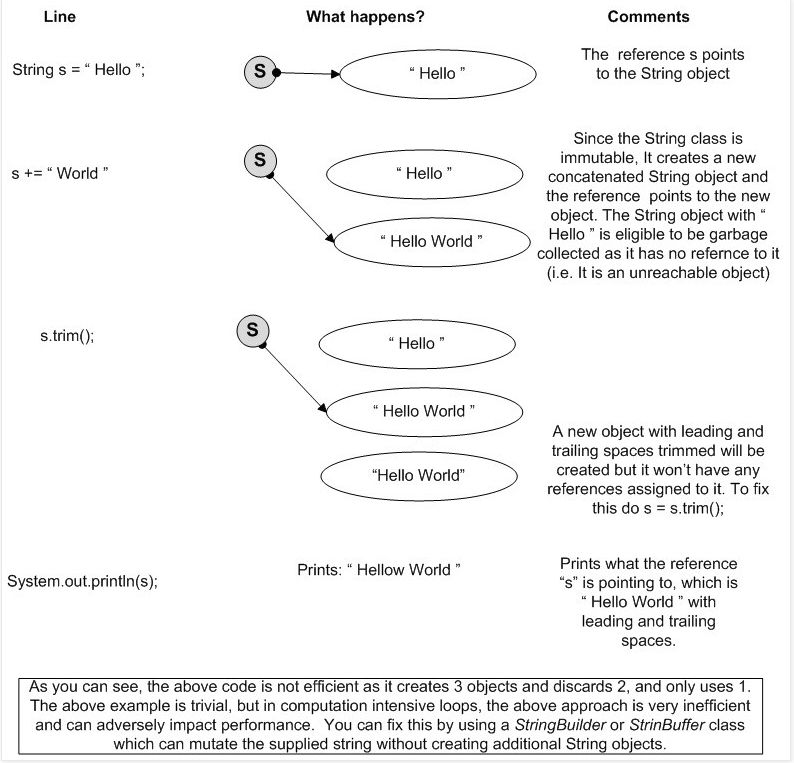 Line
What happens?
Comments
String s = “ Hello ”;
S
“ Hello ”
The reference s points
to the String object
s += “ World ”
S
“ Hello ”
“ Hello World ”
Since the String class is
immutable, It creates a new
concatenated String object and
the reference points to the new
object. The String object with “
Hello ” is eligible to be garbage
collected as it has no refernce to it
(i.e. It is an unreachable object)
s.trim();
S
“ Hello ”
“ Hello World ”
“Hello World”
A new object with leading and
trailing spaces trimmed will be
created but it won’t have any
references assigned to it. To fix
this do s = s.trim();
System.out.println(s);
Prints: “ Hellow World ”
Prints what the reference
“s” is pointing to, which is
“ Hello World ” with
leading and trailing
spaces.
As you can see, the above code is not efficient as it creates 3 objects and discards 2, and only uses 1.
The above example is trivial, but in computation intensive loops, the above approach is very inefficient
and can adversely impact performance. You can fix this by using a StringBuilder or StrinBuffer class
which can mutate the supplied string without creating additional String objects.